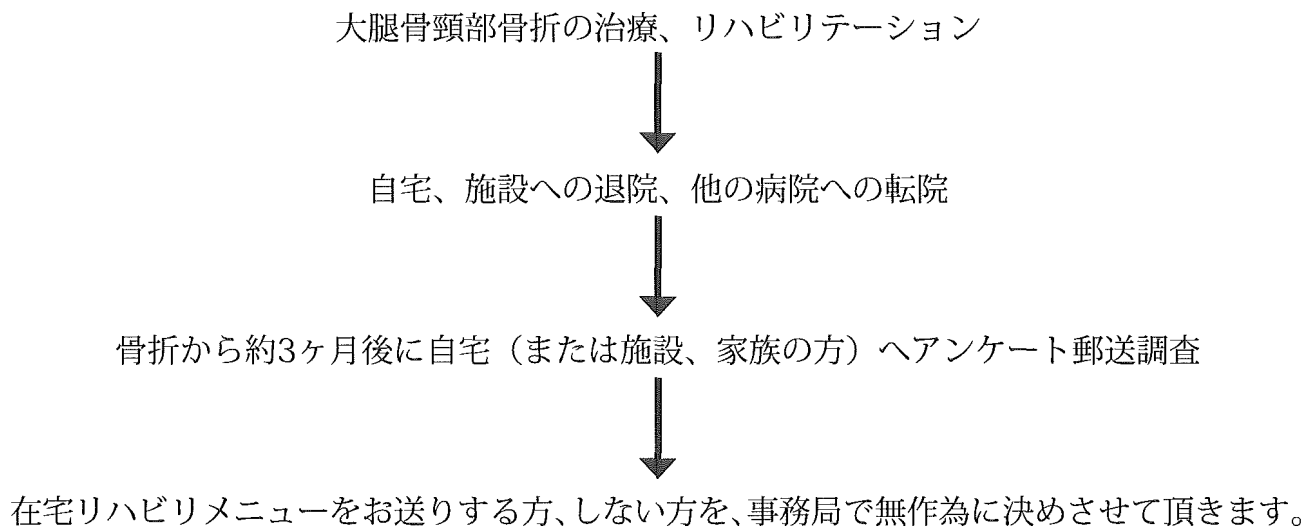 大腿骨頸部骨折の治療、リハビリテーション
自宅、施設への退院、他の病院への転院
骨折から約3ヶ月後に自宅（または施設、家族の方）へアンケート郵送調査
在宅リハビリメニューをお送りする方、しない方を、事務局で無作為に決めさせて頂きます。